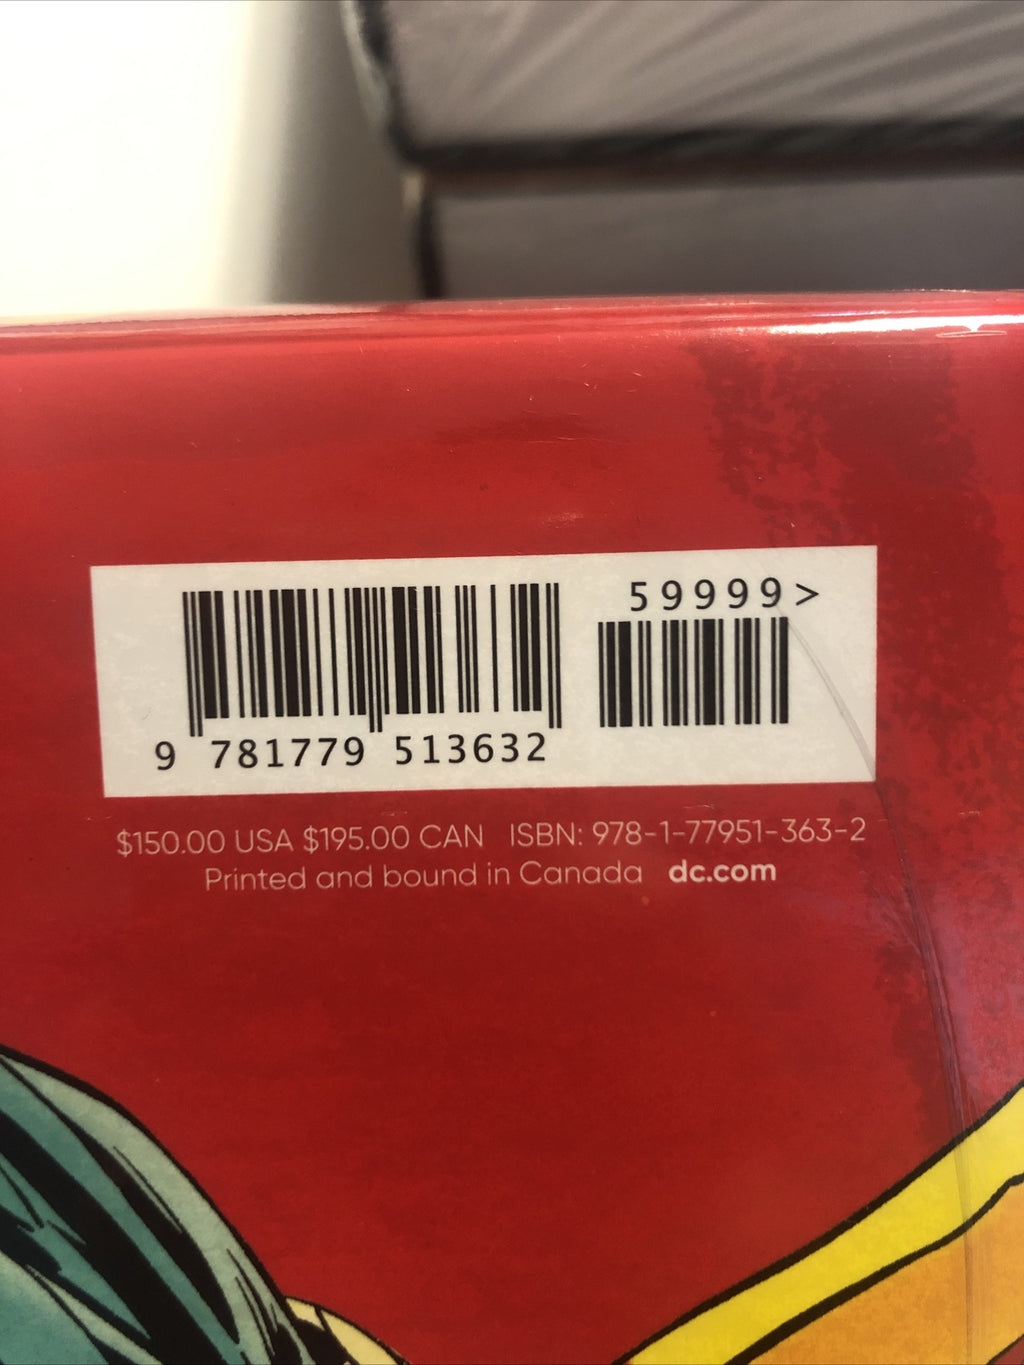 59999>
9 781779 513632
$150.00 USA $195.00 CAN ISBN: 978-1-77951-363-2
Printed and bound in Canada dc.com